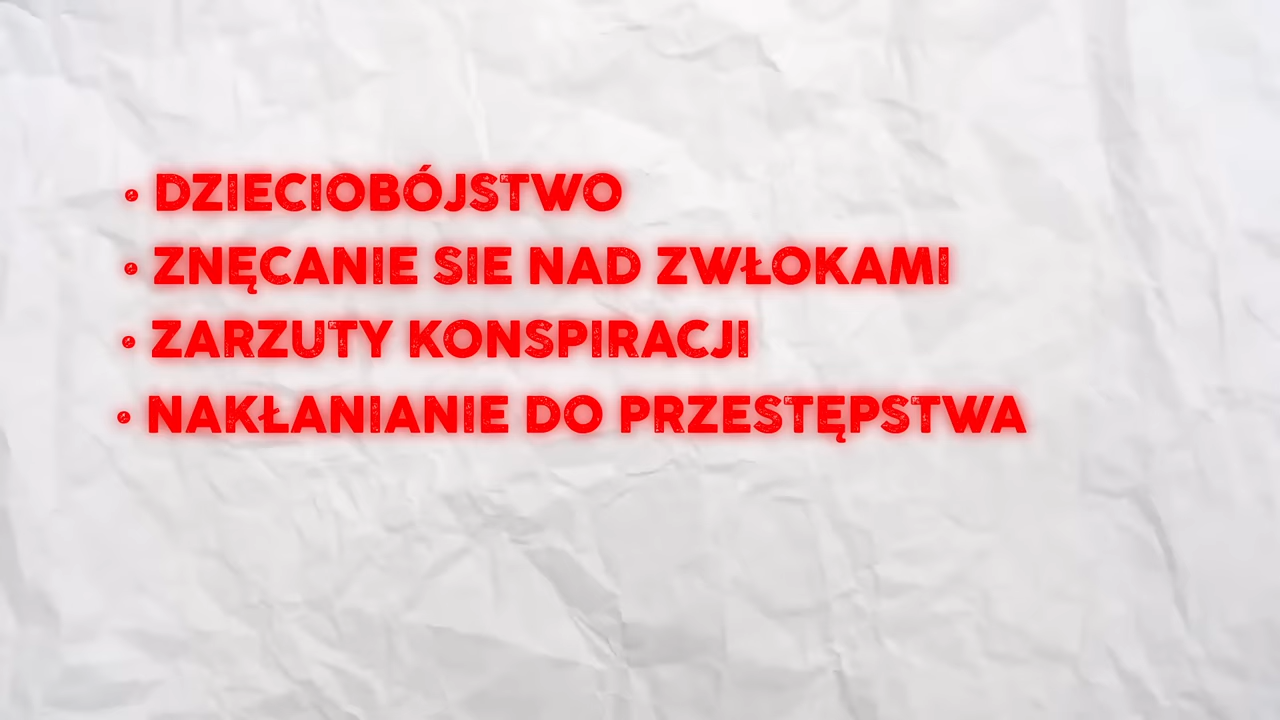 • DZIECIOBÓJSTWO
• ZNĘCANIE SIE NAD ZWŁOKAMI
• ZARZUTY KONSPIRACJI
• NAKŁANIANIE DO PRZESTĘPSTWA